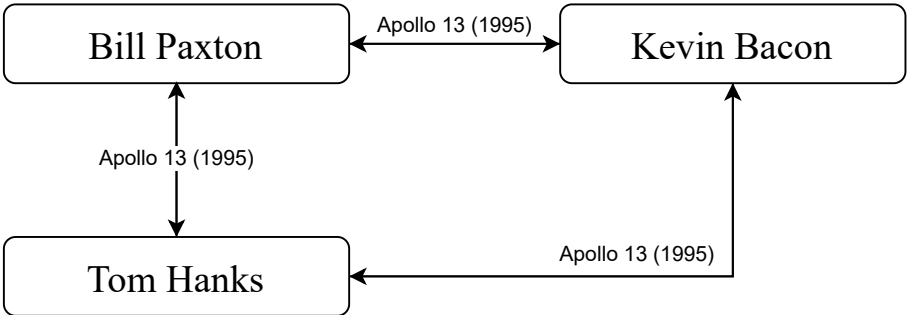 Apollo 13 (1995)
Bill Paxton
Kevin Bacon
Apollo 13 (1995)
Apollo 13 (1995)
Tom Hanks